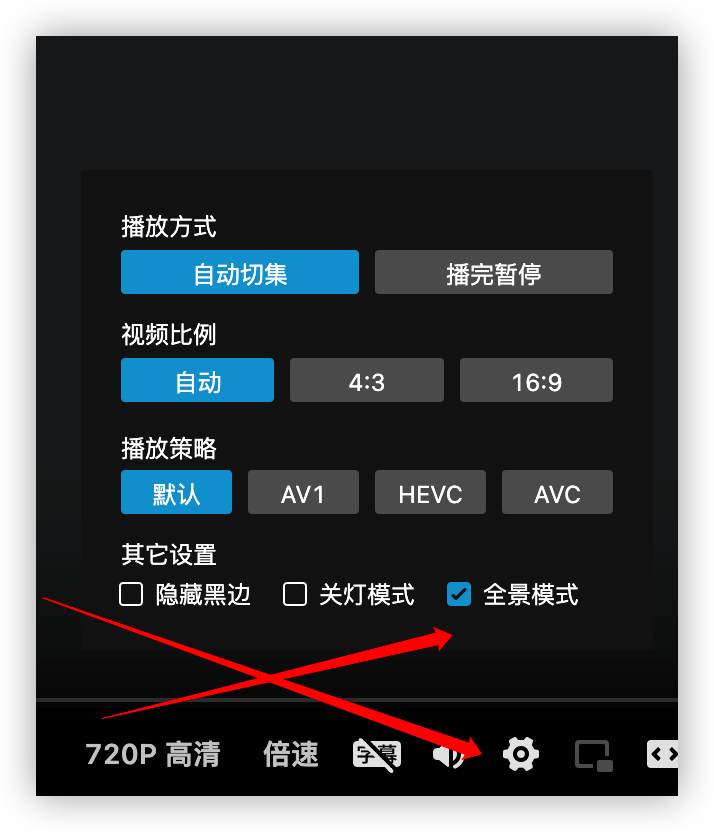 播放方式
自动切集 播完暂停
视频比例
自动 4:3 16:9
播放策略
默认 AV1 HEVC AVC
其它设置
隐藏黑边 关灯模式 全景模式
720P 高清 倍速 字幕